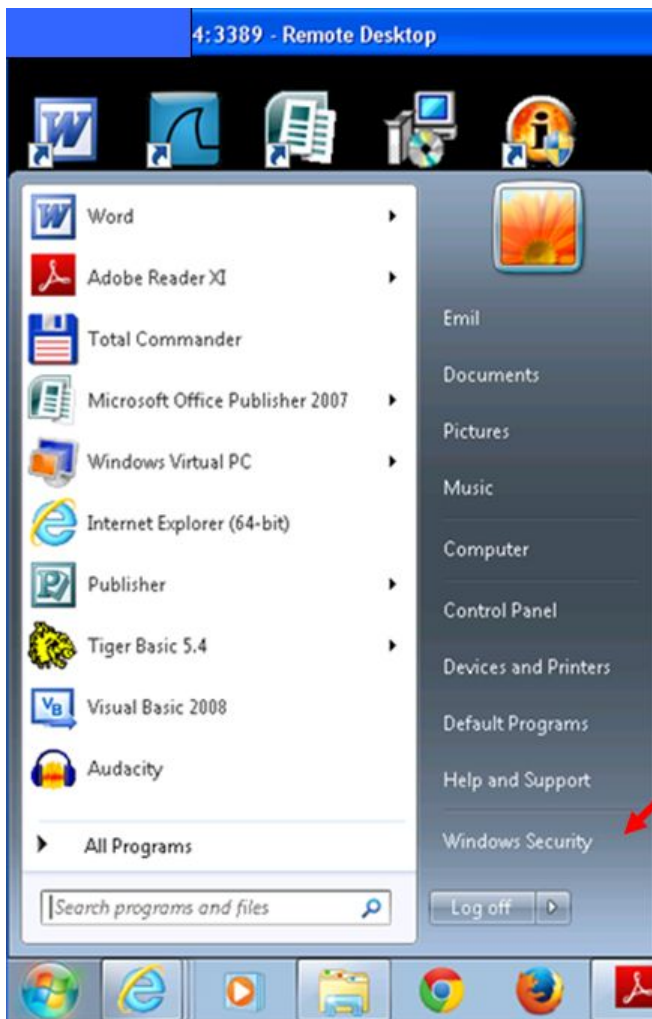 4:3389 - Remote Desktop
Word
Adobe Reader XI
Total Commander
Microsoft Office Publisher 2007
Windows Virtual PC
Internet Explorer (64-bit)
Publisher
Tiger Basic 5.4
Visual Basic 2008
Audacity
All Programs
Search programs and files
Emil
Documents
Pictures
Music
Computer
Control Panel
Devices and Printers
Default Programs
Help and Support
Windows Security
Log off